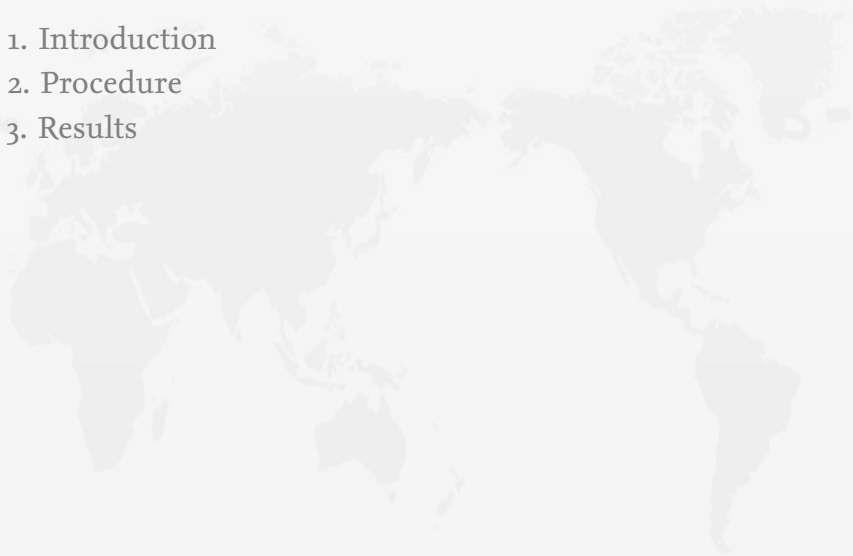 1. Introduction
2. Procedure
3. Results